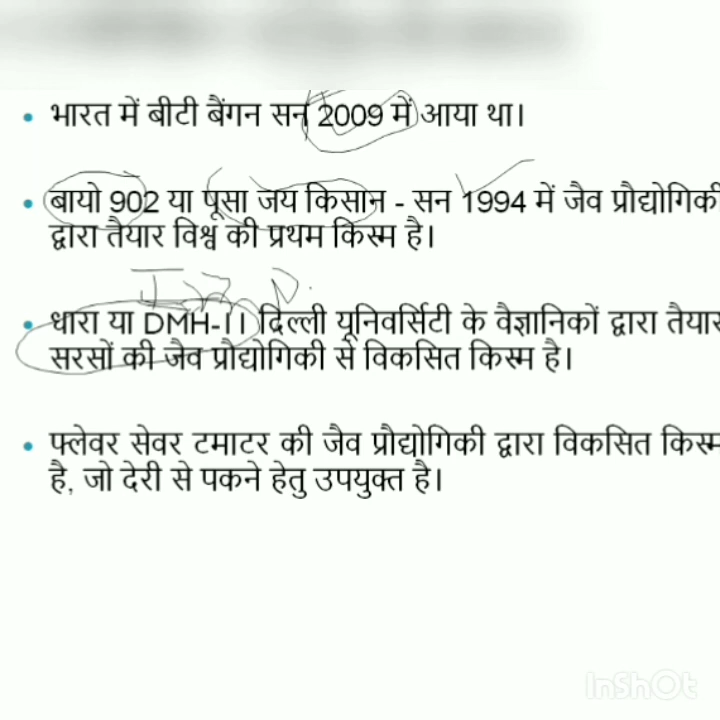 भारत में बीटी बैंगन सन् 2009 में आया था।
बायो 902 या पूसा जय किसान - सन 1994 में जैव प्रौद्योगिकी
द्वारा तैयार विश्व की प्रथम किस्म है।
धारा या DMH-11 दिल्ली यूनिवर्सिटी के वैज्ञानिकों द्वारा तैयार
सरसों की जैव प्रौद्योगिकी से विकसित किस्म है।
फ्लेवर सेवर टमाटर की जैव प्रौद्योगिकी द्वारा विकसित किस्म
है, जो देरी से पकने हेतु उपयुक्त है।
InShOt